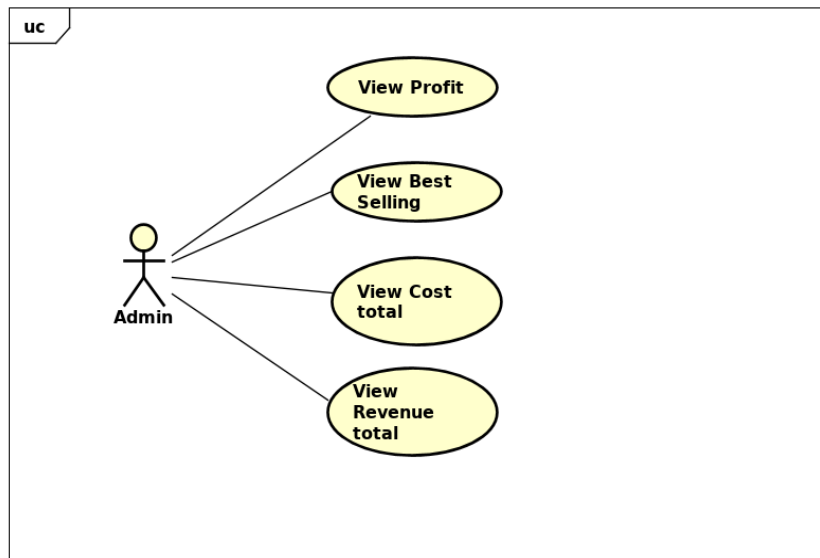 uc
View Profit
View Best
Selling
View Cost
total
Admin
View
Revenue
total